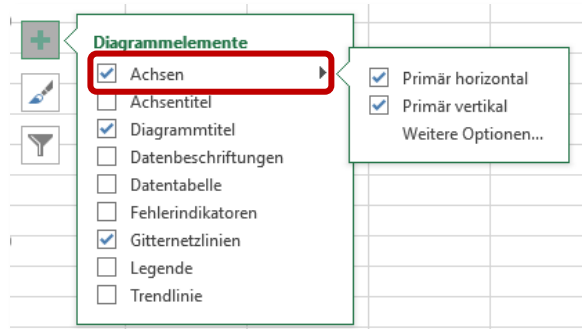 Diagrammelemente
Achsen
Achsentitel
Diagrammtitel
Datenbeschriftungen
Datentabelle
Fehlerindikatoren
Gitternetzlinien
Legende
Trendlinie
Primär horizontal
Primär vertikal
Weitere Optionen...